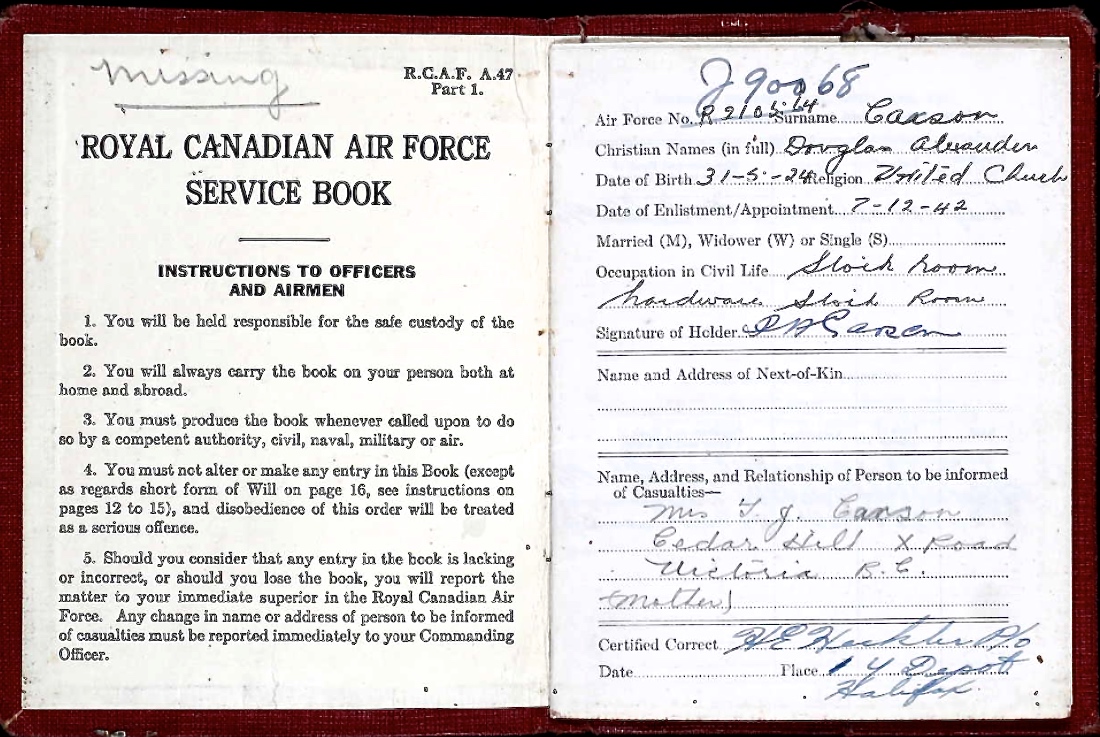 Missing
R.C.A.F. A.47
Part 1.
ROYAL CANADIAN AIR FORCE
SERVICE BOOK
INSTRUCTIONS TO OFFICERS
AND AIRMEN
1. You will be held responsible for the safe custody of the
book.
2. You will always carry the book on your person both at
home and abroad.
3. You must produce the book whenever called upon to do
so by a competent authority, civil, naval, military or air.
4. You must not alter or make any entry in this Book (except
as regards short form of Will on page 16, see instructions on
pages 12 to 15), and disobedience of this order will be treated
as a serious offence.
5. Should you consider that any entry in the book is lacking
or incorrect, or should you lose the book, you will report the
matter to your immediate superior in the Royal Canadian Air
Force. Any change in name or address of person to be informed
of casualties must be reported immediately to your Commanding
Officer.
J90068
Air Force No. Surname Caxson
Christian Names (in full) Douglas Alexander
Date of Birth 31-5-24 Religion United Church
Date of Enlistment/Appointment 7-12-42
Married (M), Widower (W) or Single (S)
Occupation in Civil Life Stock room
hardware Stock Room
Signature of Holder
Name and Address of Next-of-Kin
Name, Address, and Relationship of Person to be informed
of Casualties—
Mrs T. J. Caxson
Cedar Hill X Road
Victoria B.C.
(Mother)
Certified Correct
Date Place 1 Y Depot
Halifax